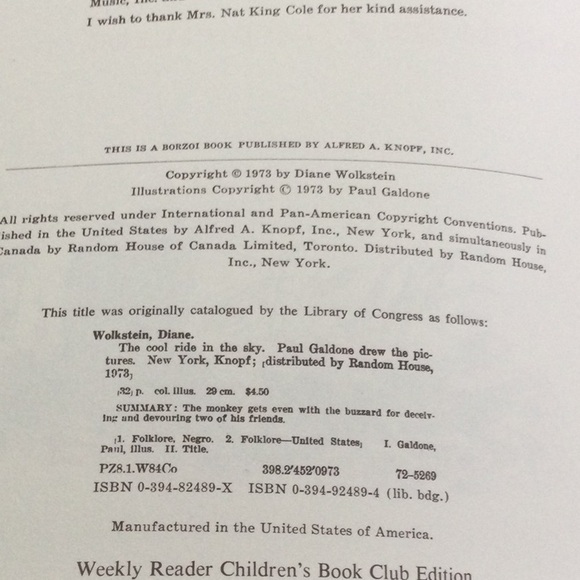 Music, Inc.
I wish to thank Mrs. Nat King Cole for her kind assistance.
THIS IS A BORZOI BOOK PUBLISHED BY ALFRED A. KNOPF, INC.
Copyright © 1973 by Diane Wolkstein
Illustrations Copyright © 1973 by Paul Galdone
All rights reserved under International and Pan-American Copyright Conventions. Pub-
ished in the United States by Alfred A. Knopf, Inc., New York, and simultaneously in
Canada by Random House of Canada Limited, Toronto. Distributed by Random House,
Inc., New York.
This title was originally catalogued by the Library of Congress as follows:
Wolkstein, Diane.
The cool ride in the sky. Paul Galdone drew the pic-
tures. New York, Knopf; [distributed by Random House,
1973]
[32] p. col. illus. 29 cm. $4.50
SUMMARY: The monkey gets even with the buzzard for deceiv-
ing and devouring two of his friends.
[1. Folklore, Negro. 2. Folklore—United States] I. Galdone,
Paul, illus. II. Title.
PZ8.1.W84Co 398.2'452'0973 72–5269
ISBN 0-394-82489-X ISBN 0-394-92489-4 (lib. bdg.)
Manufactured in the United States of America.
Weekly Reader Children's Book Club Edition